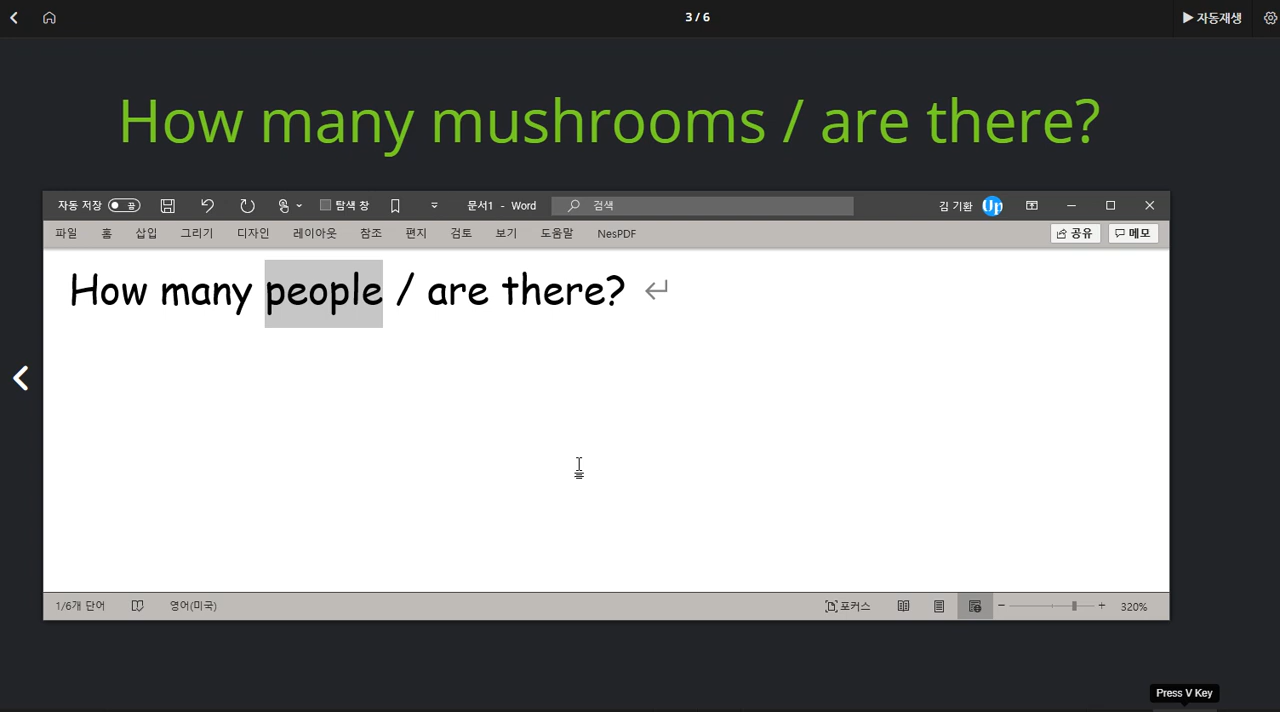 3 / 6
자동재생
How many mushrooms / are there?
자동 저장 끔 탐색 창 문서1 - Word 검색 김 기환 Up
파일 홈 삽입 그리기 디자인 레이아웃 참조 편지 검토 보기 도움말 NesPDF 공유 메모
How many people / are there?
1/6개 단어 영어(미국) 포커스 320%
Press V Key